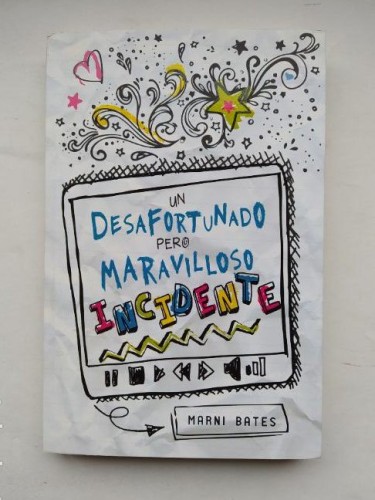 UN
DESAFORTUNADO
PERO
MARAVILLOSO
INCIDENTE
MARNI BATES